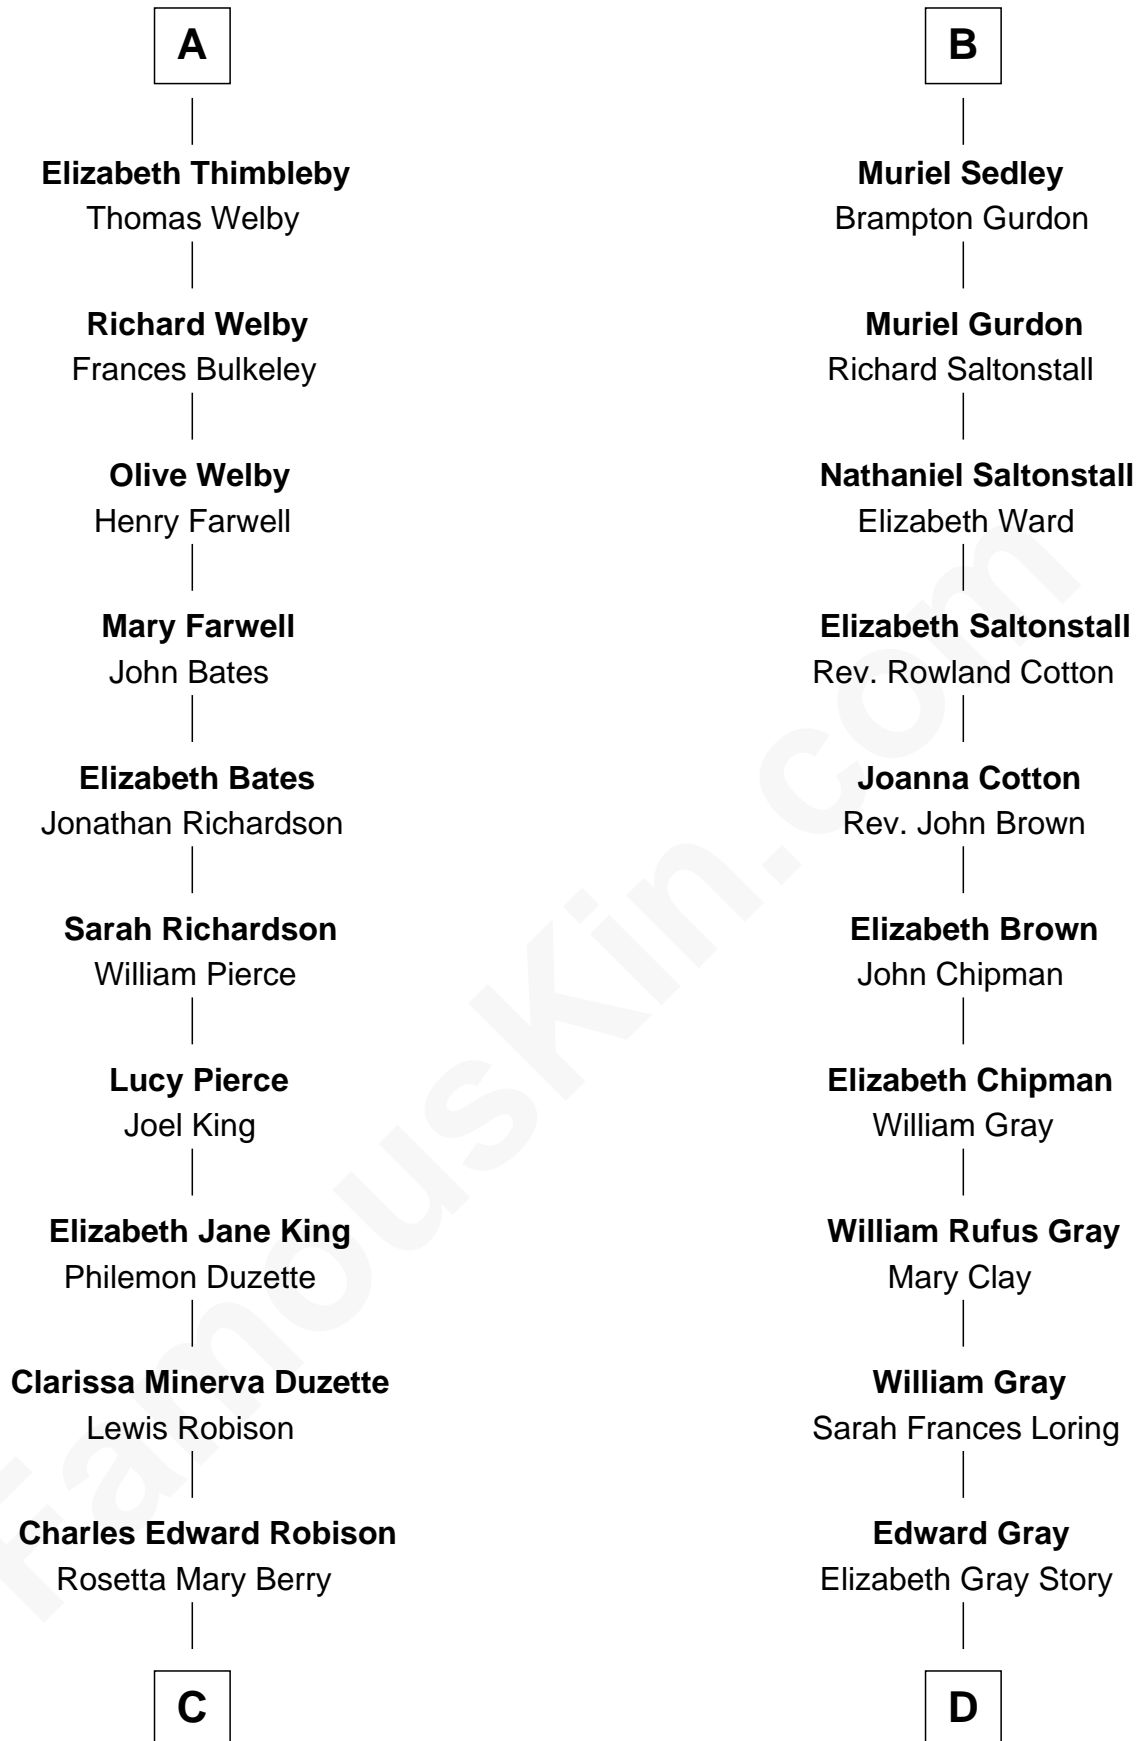 A
Elizabeth Thimbleby
Thomas Welby
Richard Welby
Frances Bulkeley
Olive Welby
Henry Farwell
Mary Farwell
John Bates
Elizabeth Bates
Jonathan Richardson
Sarah Richardson
William Pierce
Lucy Pierce
Joel King
Elizabeth Jane King
Philemon Duzette
Clarissa Minerva Duzette
Lewis Robison
Charles Edward Robison
Rosetta Mary Berry
C
B
Muriel Sedley
Brampton Gurdon
Muriel Gurdon
Richard Saltonstall
Nathaniel Saltonstall
Elizabeth Ward
Elizabeth Saltonstall
Rev. Rowland Cotton
Joanna Cotton
Rev. John Brown
Elizabeth Brown
John Chipman
Elizabeth Chipman
William Gray
William Rufus Gray
Mary Clay
William Gray
Sarah Frances Loring
Edward Gray
Elizabeth Gray Story
D
FamousKin.com